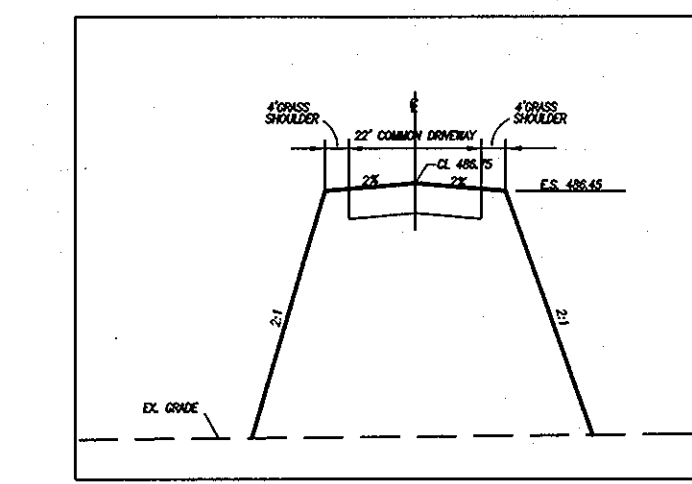 4'GRASS
SHOULDER
℄
4'GRASS
SHOULDER
22' COMMON DRIVEWAY
CL 486.75
2%
2%
E.S. 486.45
2:1
2:1
EX. GRADE